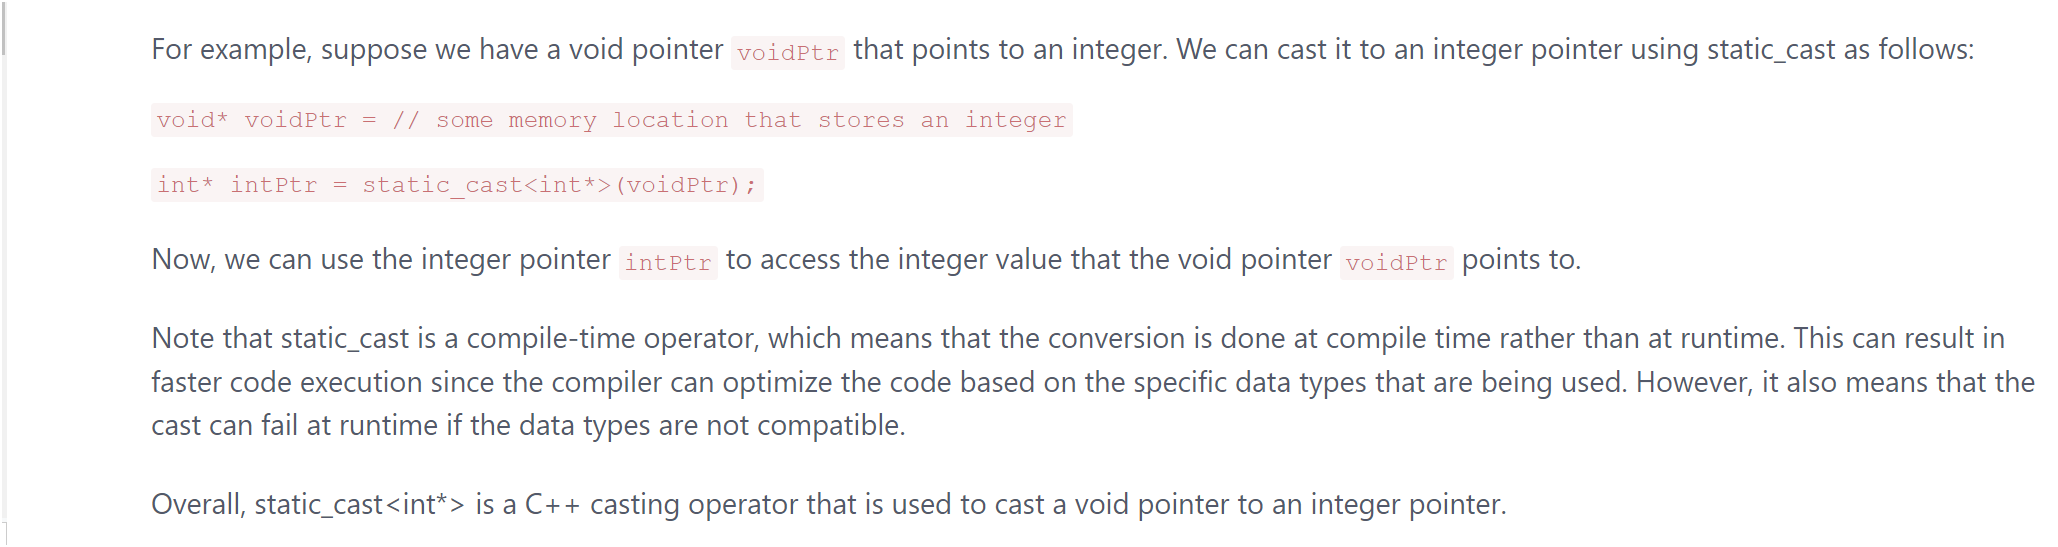 For example, suppose we have a void pointer voidPtr that points to an integer. We can cast it to an integer pointer using static_cast as follows:
void* voidPtr = // some memory location that stores an integer
int* intPtr = static_cast<int*>(voidPtr);
Now, we can use the integer pointer intPtr to access the integer value that the void pointer voidPtr points to.
Note that static_cast is a compile-time operator, which means that the conversion is done at compile time rather than at runtime. This can result in
faster code execution since the compiler can optimize the code based on the specific data types that are being used. However, it also means that the
cast can fail at runtime if the data types are not compatible.
Overall, static_cast<int*> is a C++ casting operator that is used to cast a void pointer to an integer pointer.